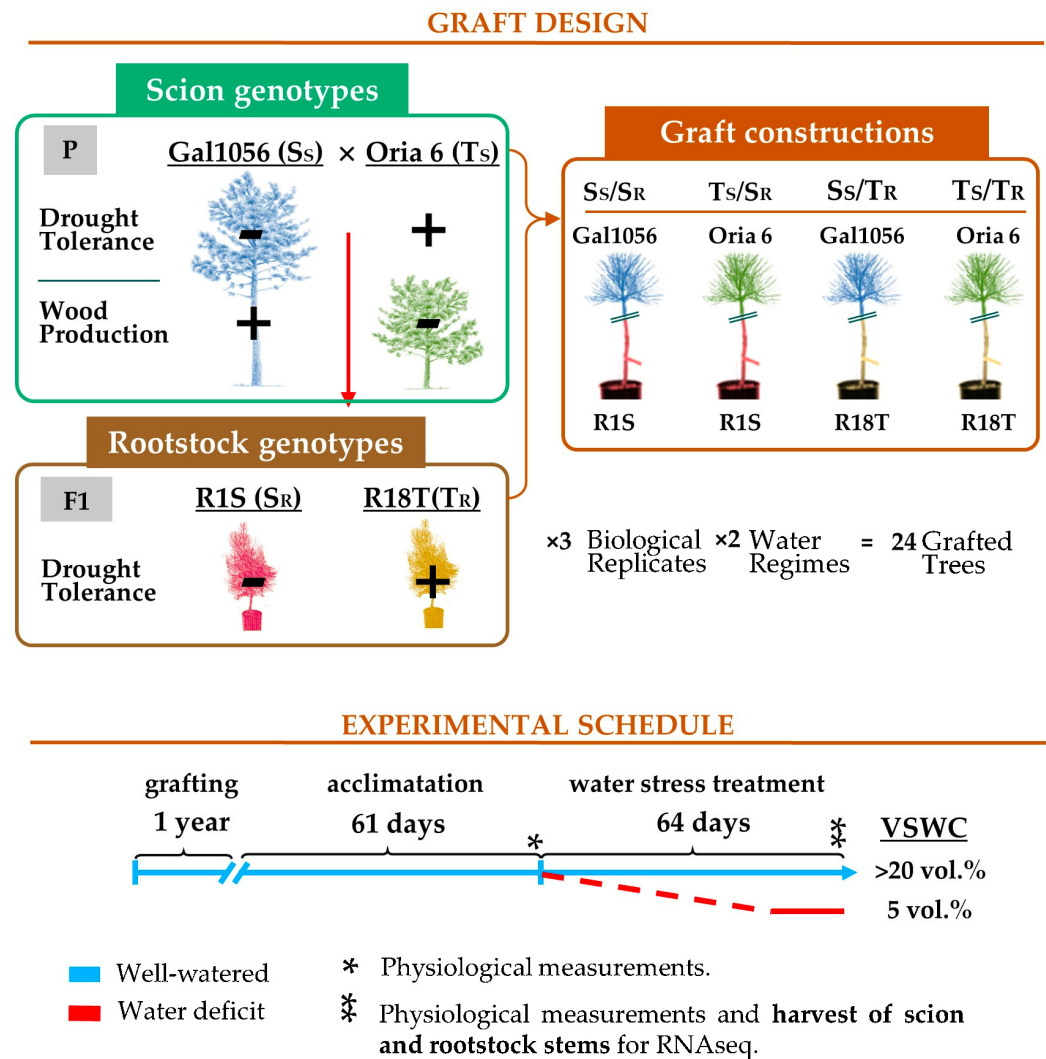 GRAFT DESIGN
Scion genotypes
P
Gal1056 (Ss) × Oria 6 (Ts)
Drought
Tolerance
-
+
Wood
Production
+
-
Rootstock genotypes
F1
R1S (SR) R18T(TR)
Drought
Tolerance
-
+
Graft constructions
Ss/SR Ts/SR Ss/TR Ts/TR
Gal1056 Oria 6 Gal1056 Oria 6
R1S R1S R18T R18T
×3 Biological Replicates ×2 Water Regimes = 24 Grafted Trees
EXPERIMENTAL SCHEDULE
grafting acclimatation water stress treatment
1 year 61 days 64 days VSWC
* ⁑
>20 vol.%
5 vol.%
Well-watered
Water deficit
* Physiological measurements.
⁑ Physiological measurements and harvest of scion
and rootstock stems for RNAseq.